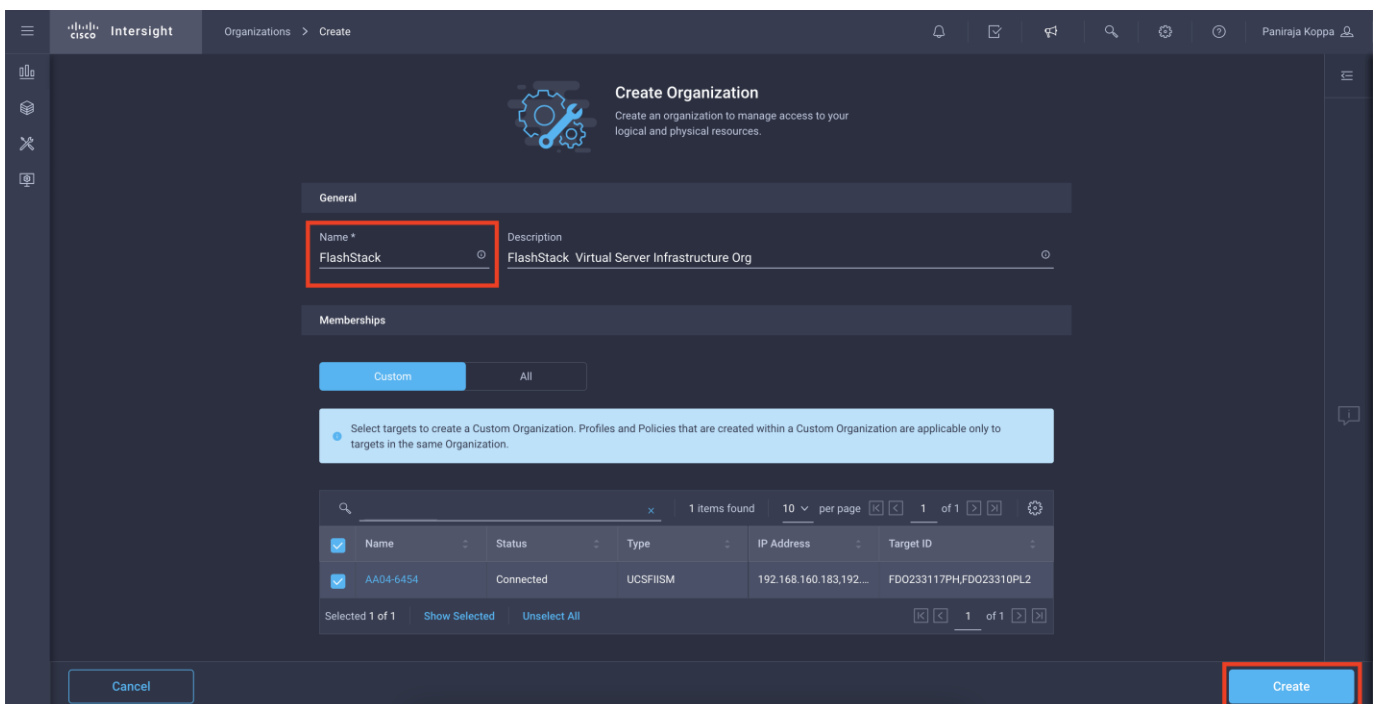 cisco Intersight
Organizations > Create
Paniraja Koppa
Create Organization
Create an organization to manage access to your
logical and physical resources.
General
Name *
FlashStack
Description
FlashStack Virtual Server Infrastructure Org
Memberships
Custom
All
Select targets to create a Custom Organization. Profiles and Policies that are created within a Custom Organization are applicable only to
targets in the same Organization.
1 items found 10 per page 1 of 1
Name Status Type IP Address Target ID
AA04-6454 Connected UCSFIISM 192.168.160.183,192... FDO233117PH,FDO23310PL2
Selected 1 of 1 Show Selected Unselect All 1 of 1
Cancel
Create